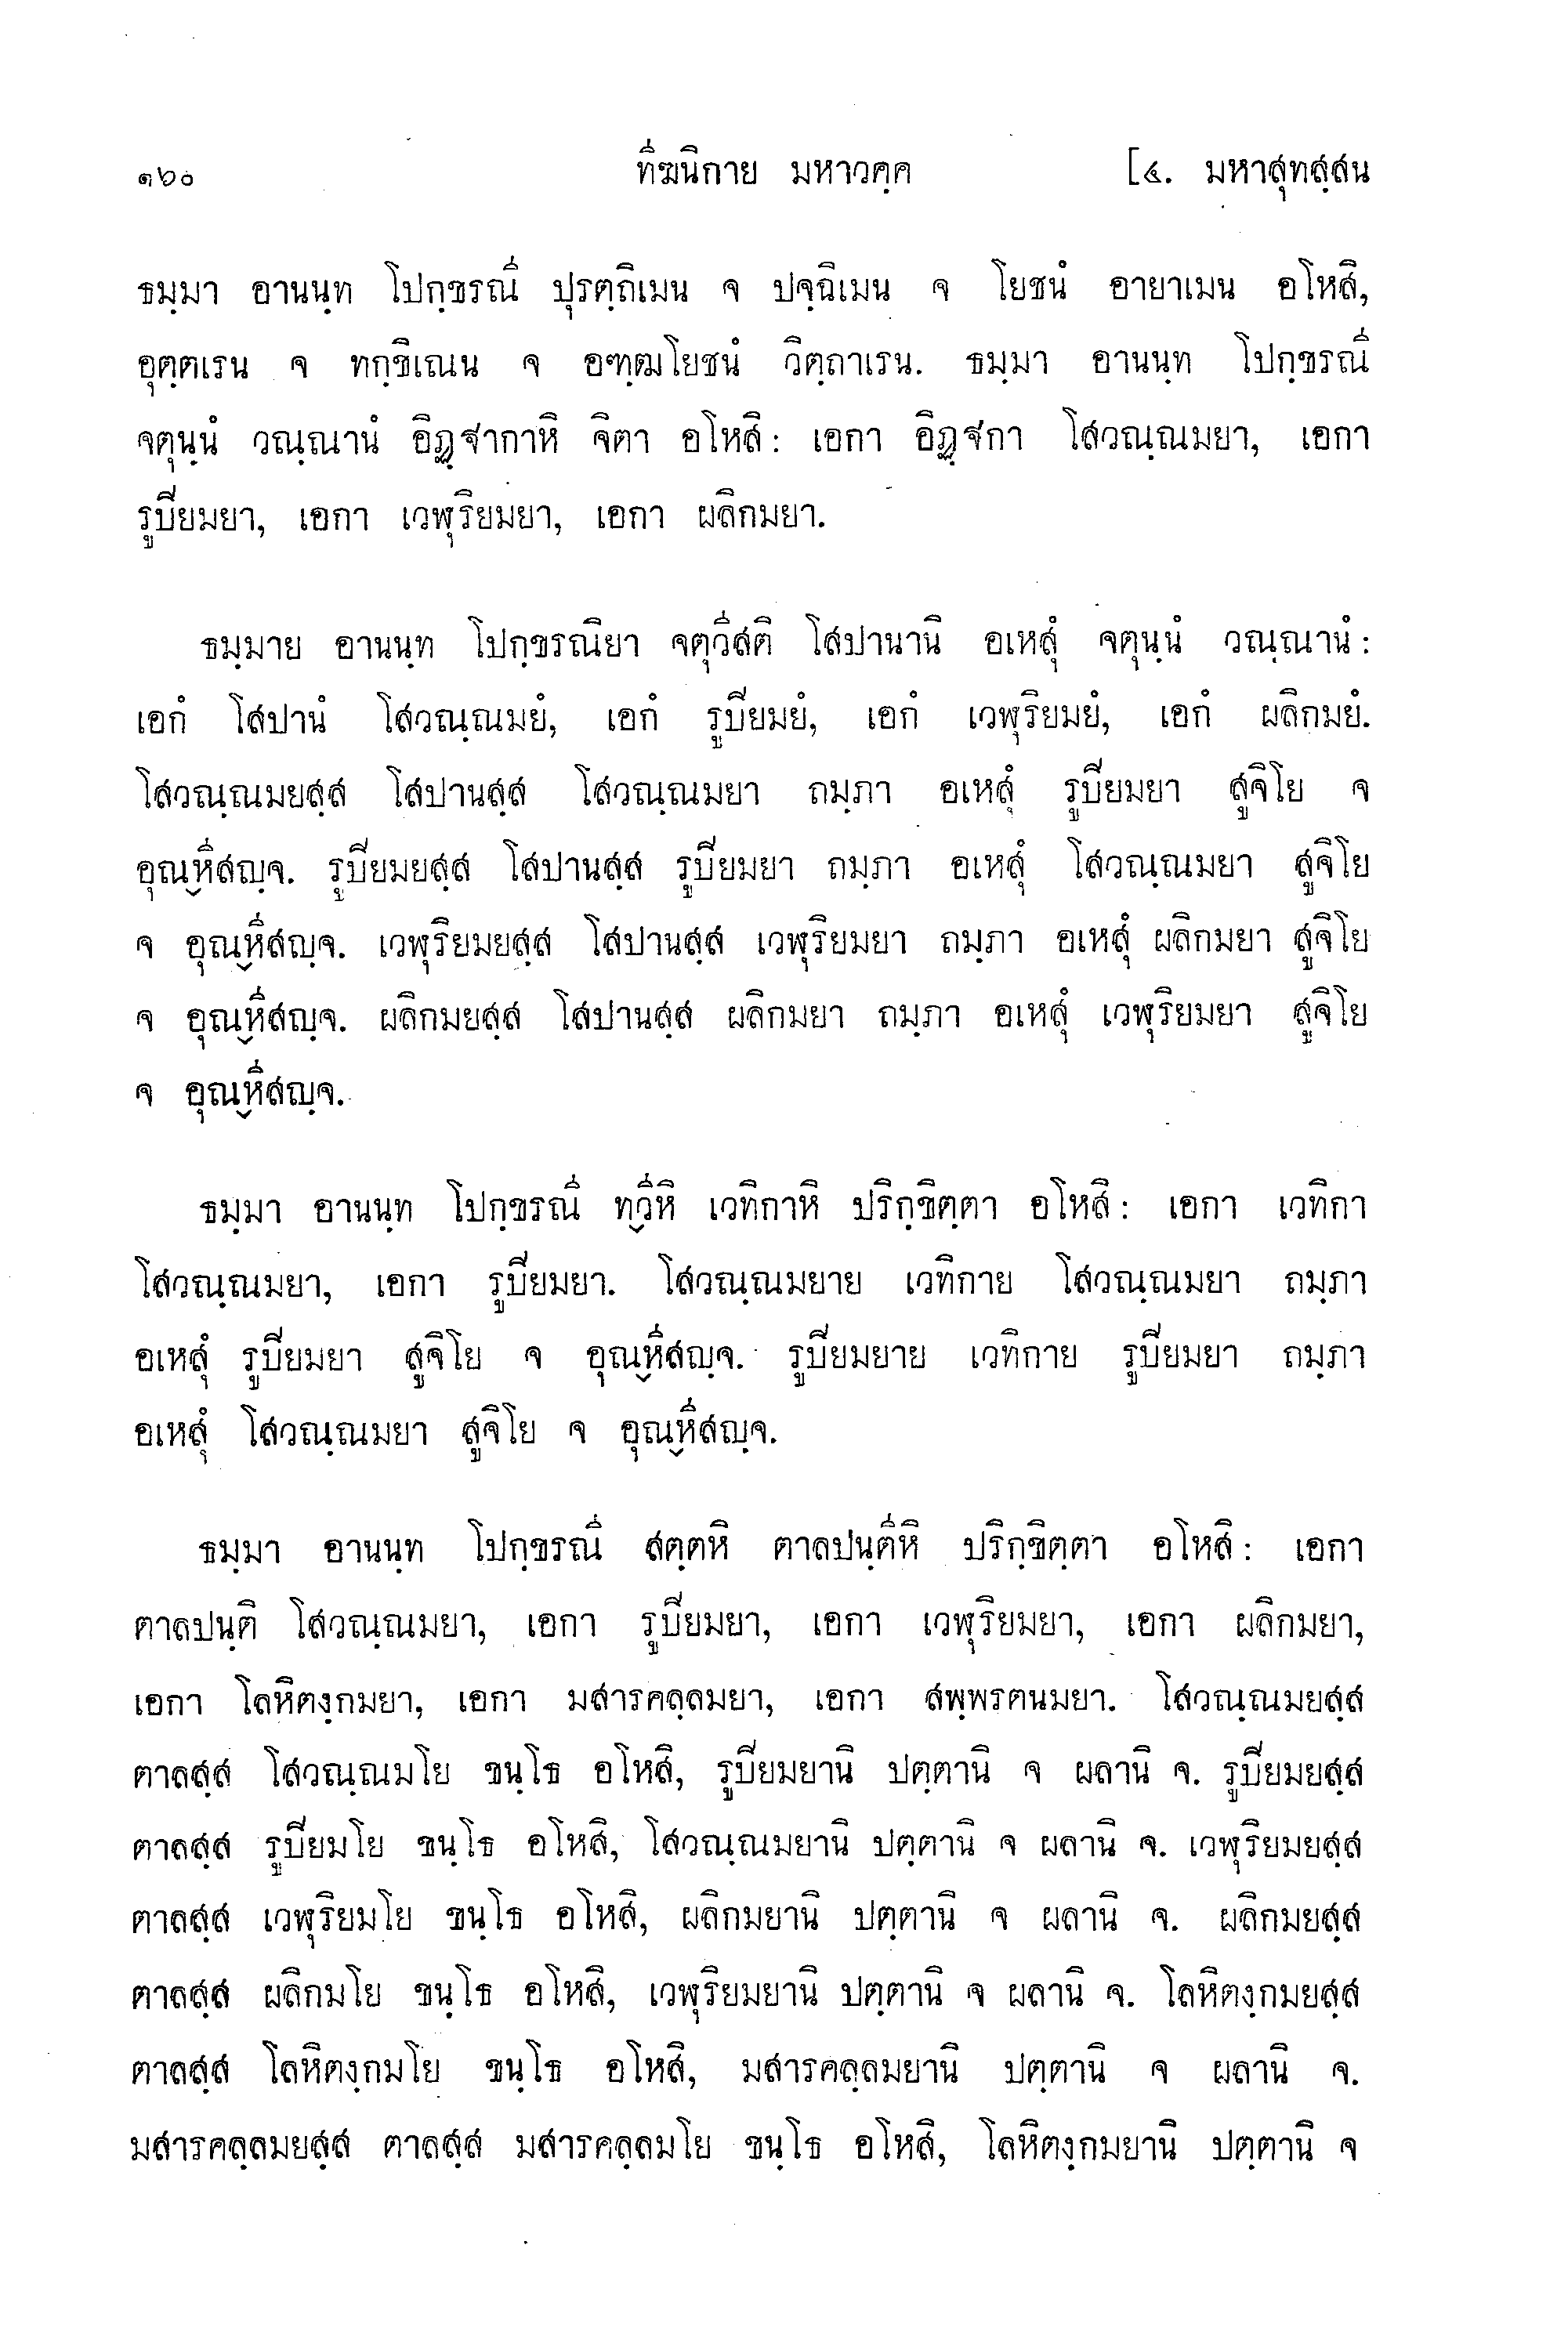 ๑๖๐ ทีฆนิกาย มหาวคฺค [๔. มหาสุทสฺสน
ธมฺมา อานนฺท โปกฺขรณี ปุรตฺถิเมน จ ปจฺฉิเมน จ โยชนํ อายาเมน อโหสิ,
อุตฺตเรน จ ทกฺขิเณน จ อฑฺฒโยชนํ วิตฺถาเรน. ธมฺมา อานนฺท โปกฺขรณี
จตุนฺนํ วณฺณานํ อิฏฺฐากาหิ จิตา อโหสิ: เอกา อิฏฺฐกา โสวณฺณมยา, เอกา
รูปิยมยา, เอกา เวฬุริยมยา, เอกา ผลิกมยา.
ธมฺมาย อานนฺท โปกฺขรณิยา จตุวีสติ โสปานานิ อเหสุํ จตุนฺนํ วณฺณานํ:
เอกํ โสปานํ โสวณฺณมยํ, เอกํ รูปิยมยํ, เอกํ เวฬุริยมยํ, เอกํ ผลิกมยํ.
โสวณฺณมยสฺส โสปานสฺส โสวณฺณมยา ถมฺภา อเหสุํ รูปิยมยา สูจิโย จ
อุณฺหีสญฺจ. รูปิยมยสฺส โสปานสฺส รูปิยมยา ถมฺภา อเหสุํ โสวณฺณมยา สูจิโย
จ อุณฺหีสญฺจ. เวฬุริยมยสฺส โสปานสฺส เวฬุริยมยา ถมฺภา อเหสุํ ผลิกมยา สูจิโย
จ อุณฺหีสญฺจ. ผลิกมยสฺส โสปานสฺส ผลิกมยา ถมฺภา อเหสุํ เวฬุริยมยา สูจิโย
จ อุณฺหีสญฺจ.
ธมฺมา อานนฺท โปกฺขรณี ทฺวีหิ เวทิกาหิ ปริกฺขิตฺตา อโหสิ: เอกา เวทิกา
โสวณฺณมยา, เอกา รูปิยมยา. โสวณฺณมยาย เวทิกาย โสวณฺณมยา ถมฺภา
อเหสุํ รูปิยมยา สูจิโย จ อุณฺหีสญฺจ. รูปิยมยาย เวทิกาย รูปิยมยา ถมฺภา
อเหสุํ โสวณฺณมยา สูจิโย จ อุณฺหีสญฺจ.
ธมฺมา อานนฺท โปกฺขรณี สตฺตหิ ตาลปนฺตีหิ ปริกฺขิตฺตา อโหสิ: เอกา
ตาลปนฺติ โสวณฺณมยา, เอกา รูปิยมยา, เอกา เวฬุริยมยา, เอกา ผลิกมยา,
เอกา โลหิตงฺกมยา, เอกา มสารคลฺลมยา, เอกา สพฺพรตนมยา. โสวณฺณมยสฺส
ตาลสฺส โสวณฺณมโย ขนฺโธ อโหสิ, รูปิยมยานิ ปตฺตานิ จ ผลานิ จ. รูปิยมยสฺส
ตาลสฺส รูปิยมโย ขนฺโธ อโหสิ, โสวณฺณมยานิ ปตฺตานิ จ ผลานิ จ. เวฬุริยมยสฺส
ตาลสฺส เวฬุริยมโย ขนฺโธ อโหสิ, ผลิกมยานิ ปตฺตานิ จ ผลานิ จ. ผลิกมยสฺส
ตาลสฺส ผลิกมโย ขนฺโธ อโหสิ, เวฬุริยมยานิ ปตฺตานิ จ ผลานิ จ. โลหิตงฺกมยสฺส
ตาลสฺส โลหิตงฺกมโย ขนฺโธ อโหสิ, มสารคลฺลมยานิ ปตฺตานิ จ ผลานิ จ.
มสารคลฺลมยสฺส ตาลสฺส มสารคลฺลมโย ขนฺโธ อโหสิ, โลหิตงฺกมยานิ ปตฺตานิ จ